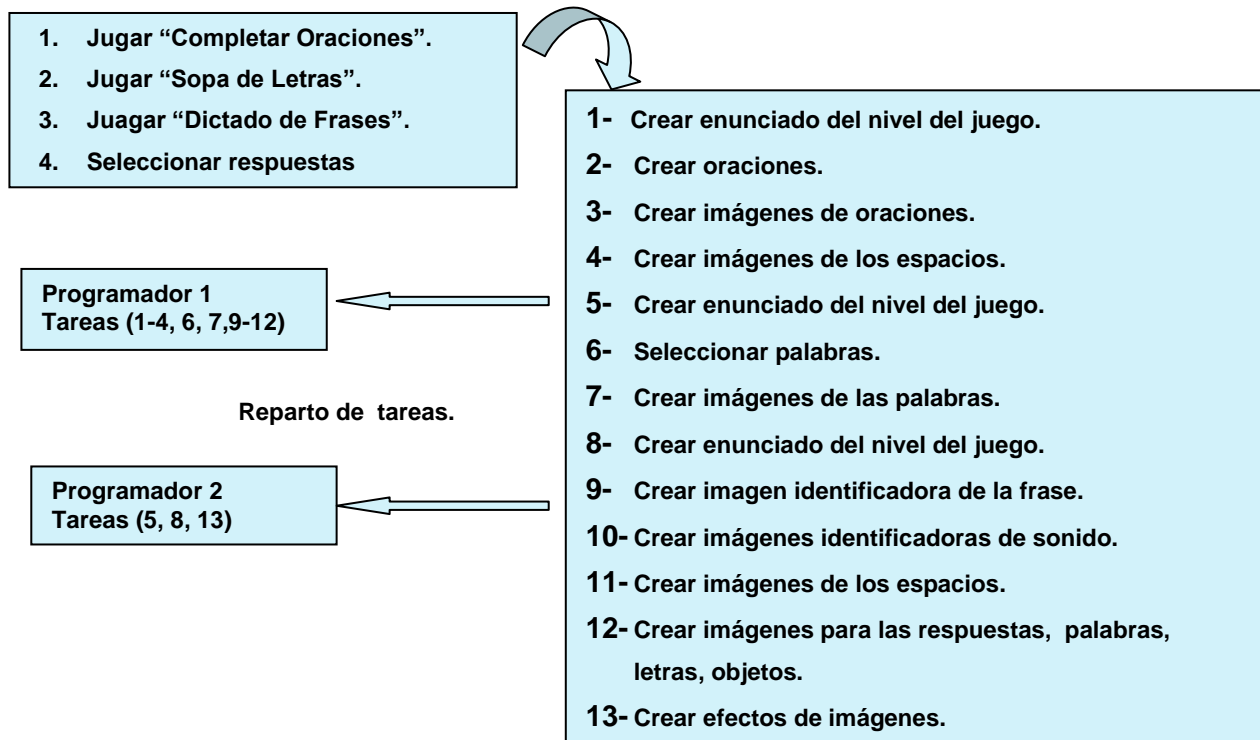 1. Jugar “Completar Oraciones”.
2. Jugar “Sopa de Letras”.
3. Juagar “Dictado de Frases”.
4. Seleccionar respuestas
1- Crear enunciado del nivel del juego.
2- Crear oraciones.
3- Crear imágenes de oraciones.
4- Crear imágenes de los espacios.
5- Crear enunciado del nivel del juego.
6- Seleccionar palabras.
7- Crear imágenes de las palabras.
8- Crear enunciado del nivel del juego.
9- Crear imagen identificadora de la frase.
10- Crear imágenes identificadoras de sonido.
11- Crear imágenes de los espacios.
12- Crear imágenes para las respuestas, palabras,
letras, objetos.
13- Crear efectos de imágenes.
Programador 1
Tareas (1-4, 6, 7,9-12)
Reparto de tareas.
Programador 2
Tareas (5, 8, 13)